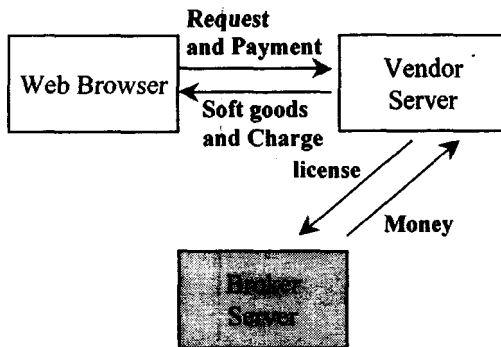 Request
and Payment
Web Browser
Vendor
Server
Soft goods
and Charge
license
Money
Broker
Server